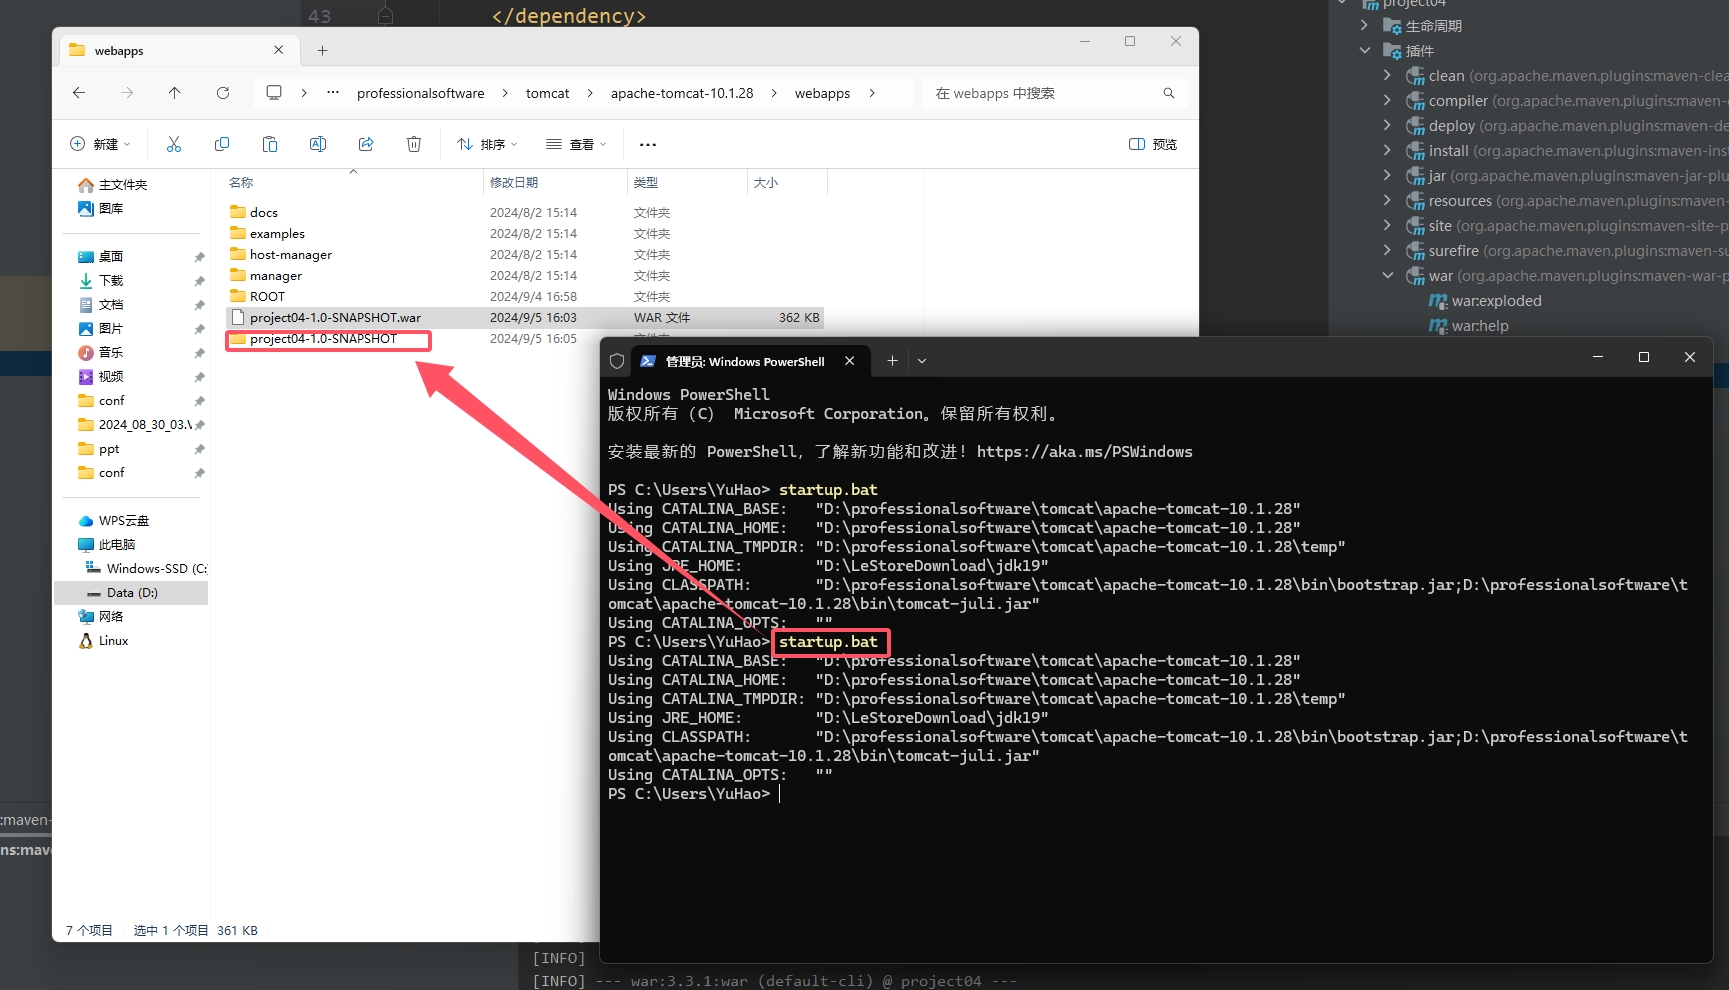 43
</dependency>
project04
生命周期
插件
clean (org.apache.maven.plugins:maven-clea
compiler (org.apache.maven.plugins:maven-
deploy (org.apache.maven.plugins:maven-de
install (org.apache.maven.plugins:maven-ins
jar (org.apache.maven.plugins:maven-jar-plu
resources (org.apache.maven.plugins:maven-
site (org.apache.maven.plugins:maven-site-p
surefire (org.apache.maven.plugins:maven-su
war (org.apache.maven.plugins:maven-war-p
war:exploded
war:help
webapps
professionalsoftware > tomcat > apache-tomcat-10.1.28 > webapps >
在 webapps 中搜索
新建
排序
查看
预览
名称 修改日期 类型 大小
主文件夹
图库
桌面
下载
文档
图片
音乐
视频
conf
2024_08_30_03.\
ppt
conf
WPS云盘
此电脑
Windows-SSD (C:
Data (D:)
网络
Linux
docs 2024/8/2 15:14 文件夹
examples 2024/8/2 15:14 文件夹
host-manager 2024/8/2 15:14 文件夹
manager 2024/8/2 15:14 文件夹
ROOT 2024/9/4 16:58 文件夹
project04-1.0-SNAPSHOT.war 2024/9/5 16:03 WAR 文件 362 KB
project04-1.0-SNAPSHOT 2024/9/5 16:05 文件夹
7 个项目 选中 1 个项目 361 KB
管理员: Windows PowerShell
Windows PowerShell
版权所有 (C) Microsoft Corporation。保留所有权利。
安装最新的 PowerShell，了解新功能和改进！https://aka.ms/PSWindows
PS C:\Users\YuHao> startup.bat
Using CATALINA_BASE: "D:\professionalsoftware\tomcat\apache-tomcat-10.1.28"
Using CATALINA_HOME: "D:\professionalsoftware\tomcat\apache-tomcat-10.1.28"
Using CATALINA_TMPDIR: "D:\professionalsoftware\tomcat\apache-tomcat-10.1.28\temp"
Using JRE_HOME: "D:\LeStoreDownload\jdk19"
Using CLASSPATH: "D:\professionalsoftware\tomcat\apache-tomcat-10.1.28\bin\bootstrap.jar;D:\professionalsoftware\t
omcat\apache-tomcat-10.1.28\bin\tomcat-juli.jar"
Using CATALINA_OPTS: ""
PS C:\Users\YuHao> startup.bat
Using CATALINA_BASE: "D:\professionalsoftware\tomcat\apache-tomcat-10.1.28"
Using CATALINA_HOME: "D:\professionalsoftware\tomcat\apache-tomcat-10.1.28"
Using CATALINA_TMPDIR: "D:\professionalsoftware\tomcat\apache-tomcat-10.1.28\temp"
Using JRE_HOME: "D:\LeStoreDownload\jdk19"
Using CLASSPATH: "D:\professionalsoftware\tomcat\apache-tomcat-10.1.28\bin\bootstrap.jar;D:\professionalsoftware\t
omcat\apache-tomcat-10.1.28\bin\tomcat-juli.jar"
Using CATALINA_OPTS: ""
PS C:\Users\YuHao>
:maven-
ns:mave
[INFO]
[INFO] --- war:3.3.1:war (default-cli) @ project04 ---